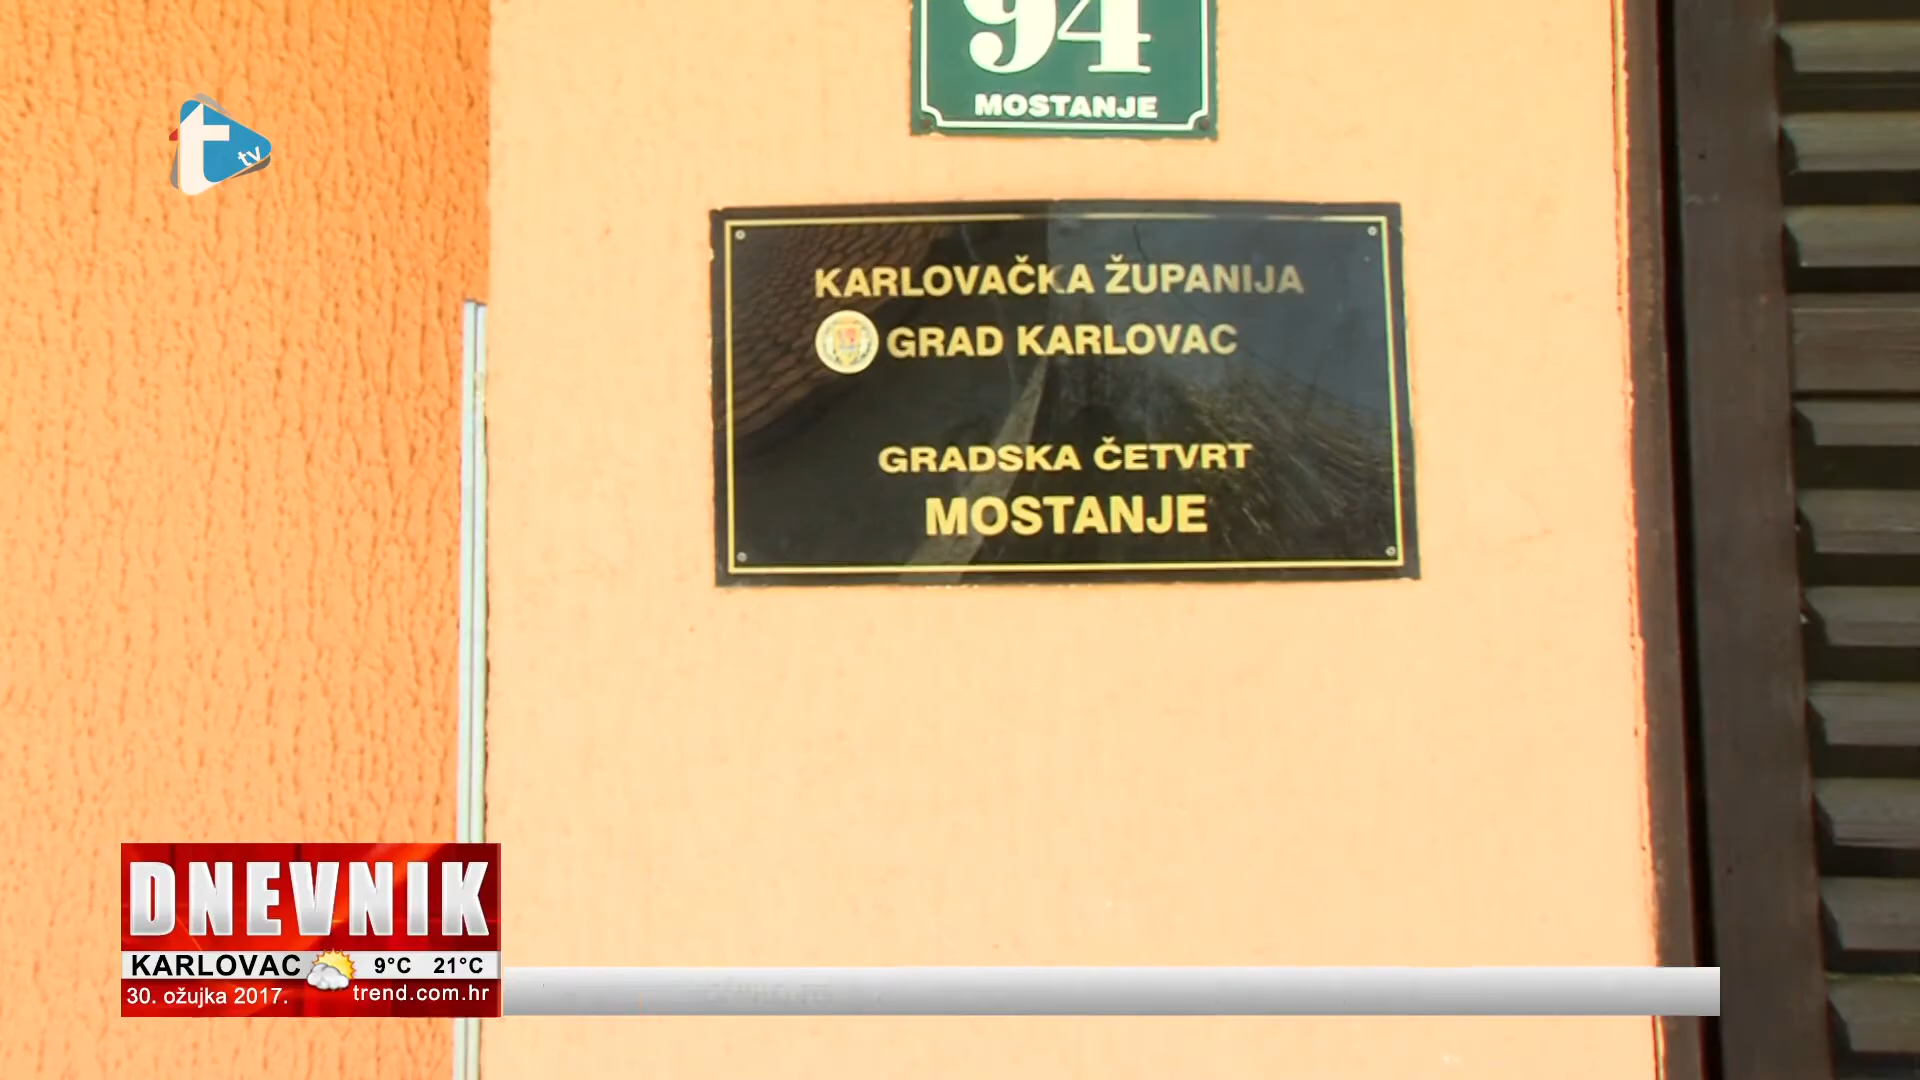 94
MOSTANJE
t tv
KARLOVAČKA ŽUPANIJA
GRAD KARLOVAC
GRADSKA ČETVRT
MOSTANJE
DNEVNIK
KARLOVAC 9°C 21°C
30. ožujka 2017. trend.com.hr